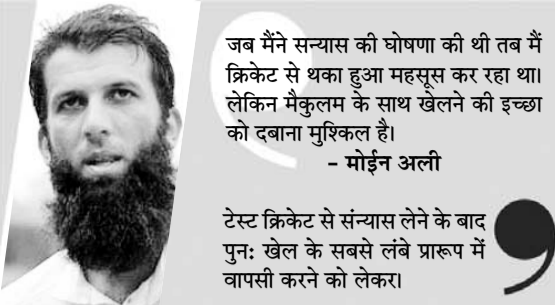 जब मैंने सन्यास की घोषणा की थी तब मैं
क्रिकेट से थका हुआ महसूस कर रहा था।
लेकिन मैकुलम के साथ खेलने की इच्छा
को दबाना मुश्किल है।
- मोईन अली
टेस्ट क्रिकेट से संन्यास लेने के बाद
पुन: खेल के सबसे लंबे प्रारूप में
वापसी करने को लेकर।